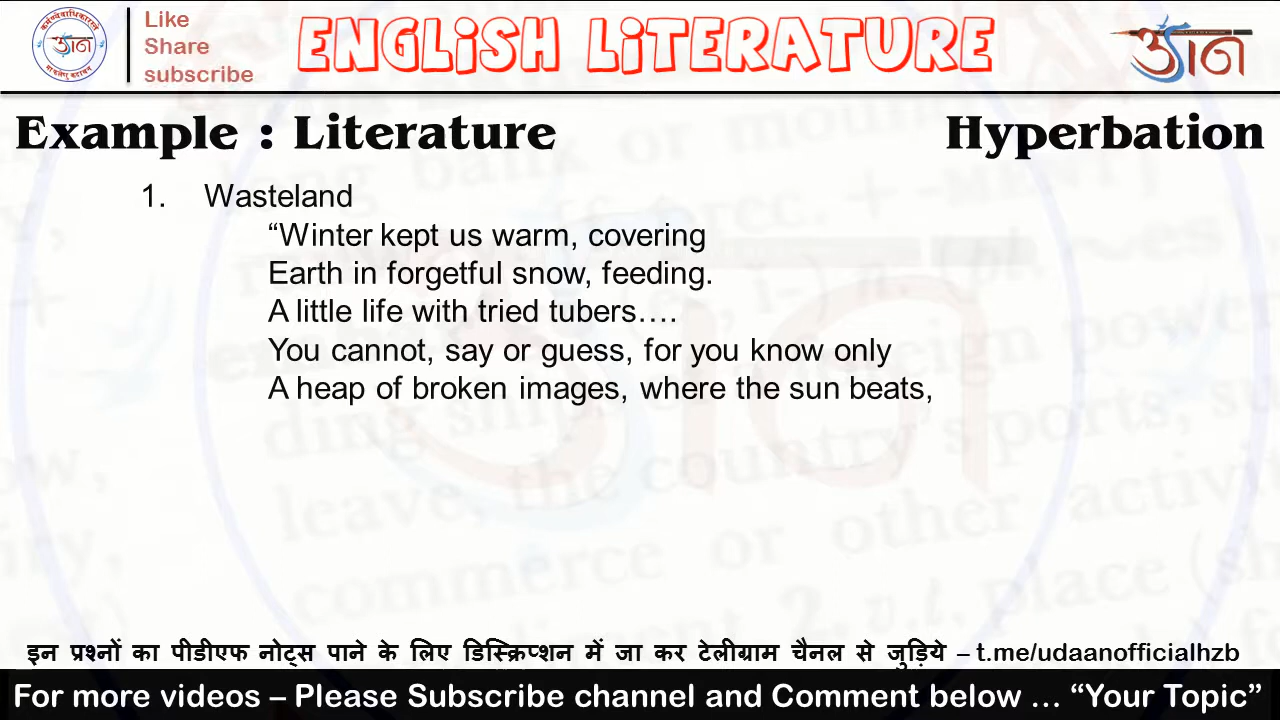 Like
Share
subscribe
ENGLiSH LiTERATURE
उड़ान
Example : Literature
Hyperbation
1. Wasteland
“Winter kept us warm, covering
Earth in forgetful snow, feeding.
A little life with tried tubers….
You cannot, say or guess, for you know only
A heap of broken images, where the sun beats,
इन प्रश्नों का पीडीएफ नोट्स पाने के लिए डिस्क्रिप्शन में जा कर टेलीग्राम चैनल से जुड़िये – t.me/udaanofficialhzb
For more videos – Please Subscribe channel and Comment below … “Your Topic”